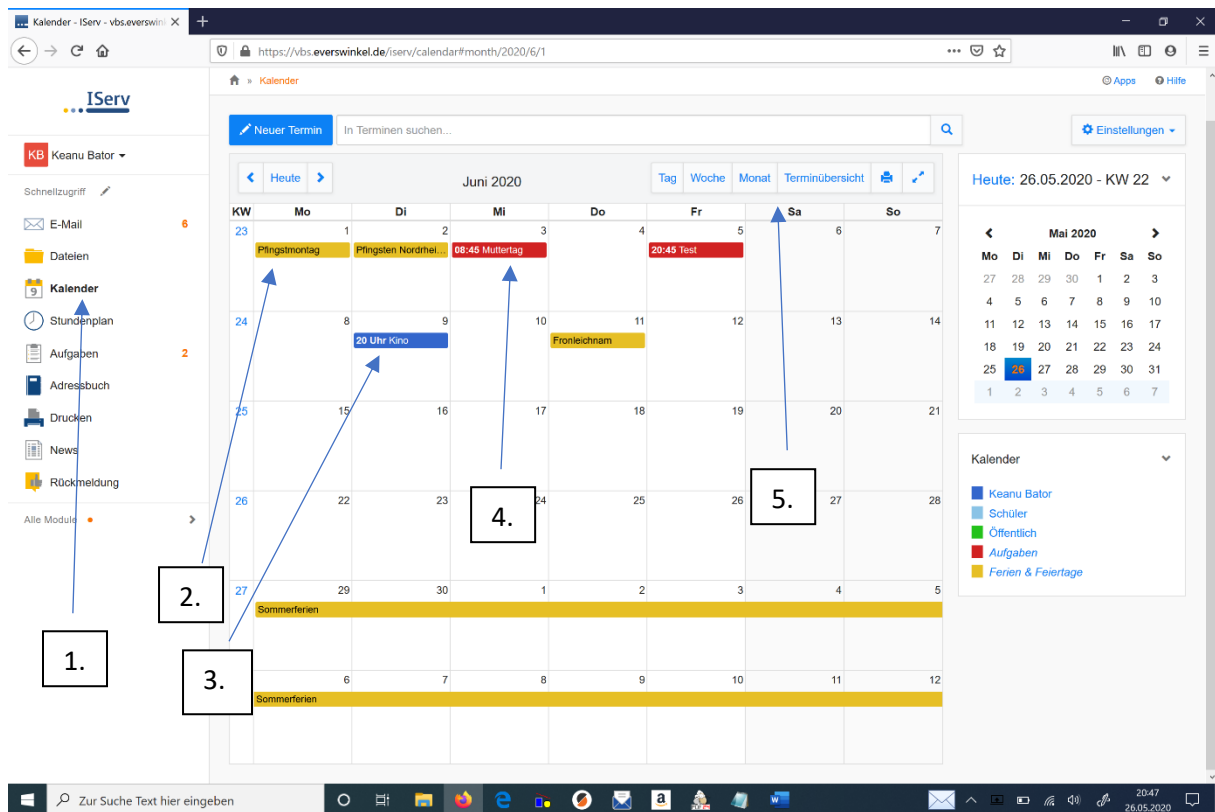 Kalender - IServ - vbs.everswin
https://vbs.everswinkel.de/iserv/calendar#month/2020/6/1
IServ
KB Keanu Bator
Schnellzugriff
E-Mail 6
Dateien
9 Kalender
Stundenplan
Aufgaben 2
Adressbuch
Drucken
News
Rückmeldung
Alle Module
» Kalender
Apps Hilfe
Neuer Termin In Terminen suchen...
Einstellungen
Heute Juni 2020 Tag Woche Monat Terminübersicht
KW Mo Di Mi Do Fr Sa So
23 1 2 3 4 5 6 7
Pfingstmontag Pfingsten Nordrhei... 08:45 Muttertag 20:45 Test
24 8 9 10 11 12 13 14
20 Uhr Kino Fronleichnam
25 15 16 17 18 19 20 21
26 22 23 24 25 26 27 28
27 29 30 1 2 3 4 5
Sommerferien
6 7 8 9 10 11 12
Sommerferien
1.
2.
3.
4.
5.
Heute: 26.05.2020 - KW 22
Mai 2020
Mo Di Mi Do Fr Sa So
27 28 29 30 1 2 3
4 5 6 7 8 9 10
11 12 13 14 15 16 17
18 19 20 21 22 23 24
25 26 27 28 29 30 31
1 2 3 4 5 6 7
Kalender
Keanu Bator
Schüler
Öffentlich
Aufgaben
Ferien & Feiertage
Zur Suche Text hier eingeben
20:47
26.05.2020